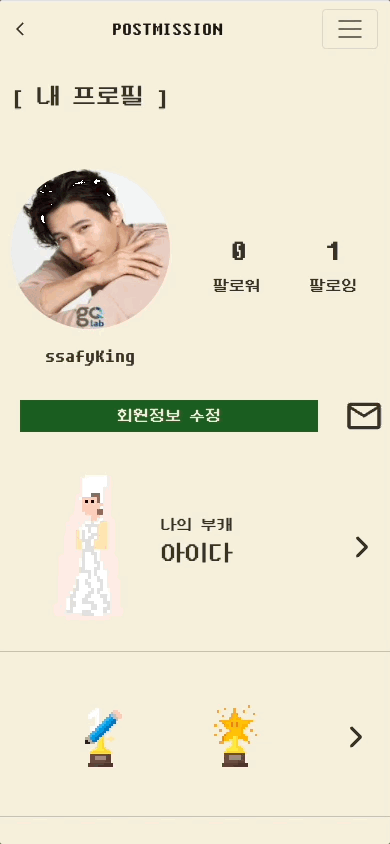 POSTMISSION
[ 내 프로필 ]
0 1
팔로워 팔로잉
go
lab
ssafyKing
회원정보 수정
나의 부캐
아이다